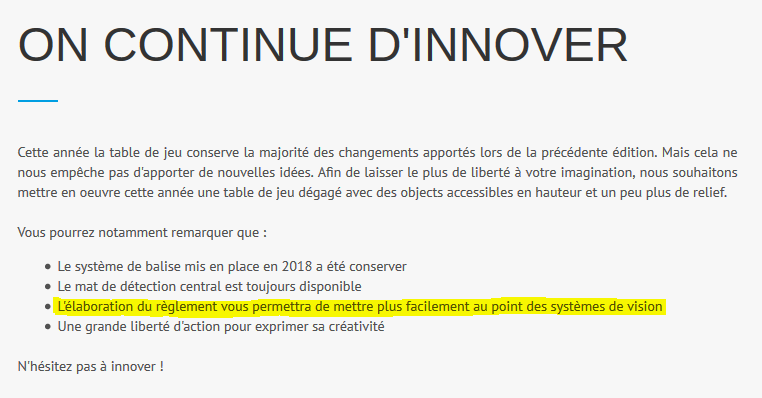 ON CONTINUE D'INNOVER
Cette année la table de jeu conserve la majorité des changements apportés lors de la précédente édition. Mais cela ne
nous empêche pas d'apporter de nouvelles idées. Afin de laisser le plus de liberté à votre imagination, nous souhaitons
mettre en oeuvre cette année une table de jeu dégagé avec des objects accessibles en hauteur et un peu plus de relief.
Vous pourrez notamment remarquer que :
• Le système de balise mis en place en 2018 a été conserver
• Le mat de détection central est toujours disponible
• L'élaboration du règlement vous permettra de mettre plus facilement au point des systèmes de vision
• Une grande liberté d'action pour exprimer sa créativité
N'hésitez pas à innover !